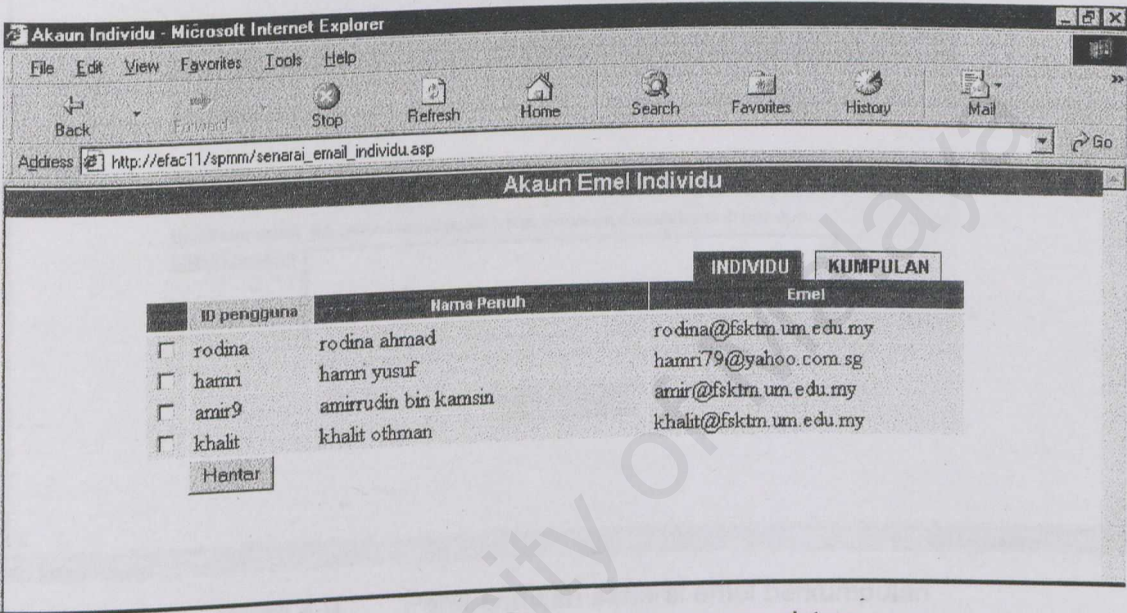 Akaun Individu - Microsoft Internet Explorer
File Edit View Favorites Tools Help
Back Forward Stop Refresh Home Search Favorites History Mail »
Address http://efac11/spmm/senarai_email_individu.asp Go
Akaun Emel Individu
INDIVIDU KUMPULAN
ID pengguna Nama Penuh Emel
rodina rodina ahmad rodina@fsktm.um.edu.my
hamri hamri yusuf hamri79@yahoo.com.sg
amir9 amirrudin bin kamsin amir@fsktm.um.edu.my
khalit khalit othman khalit@fsktm.um.edu.my
Hantar